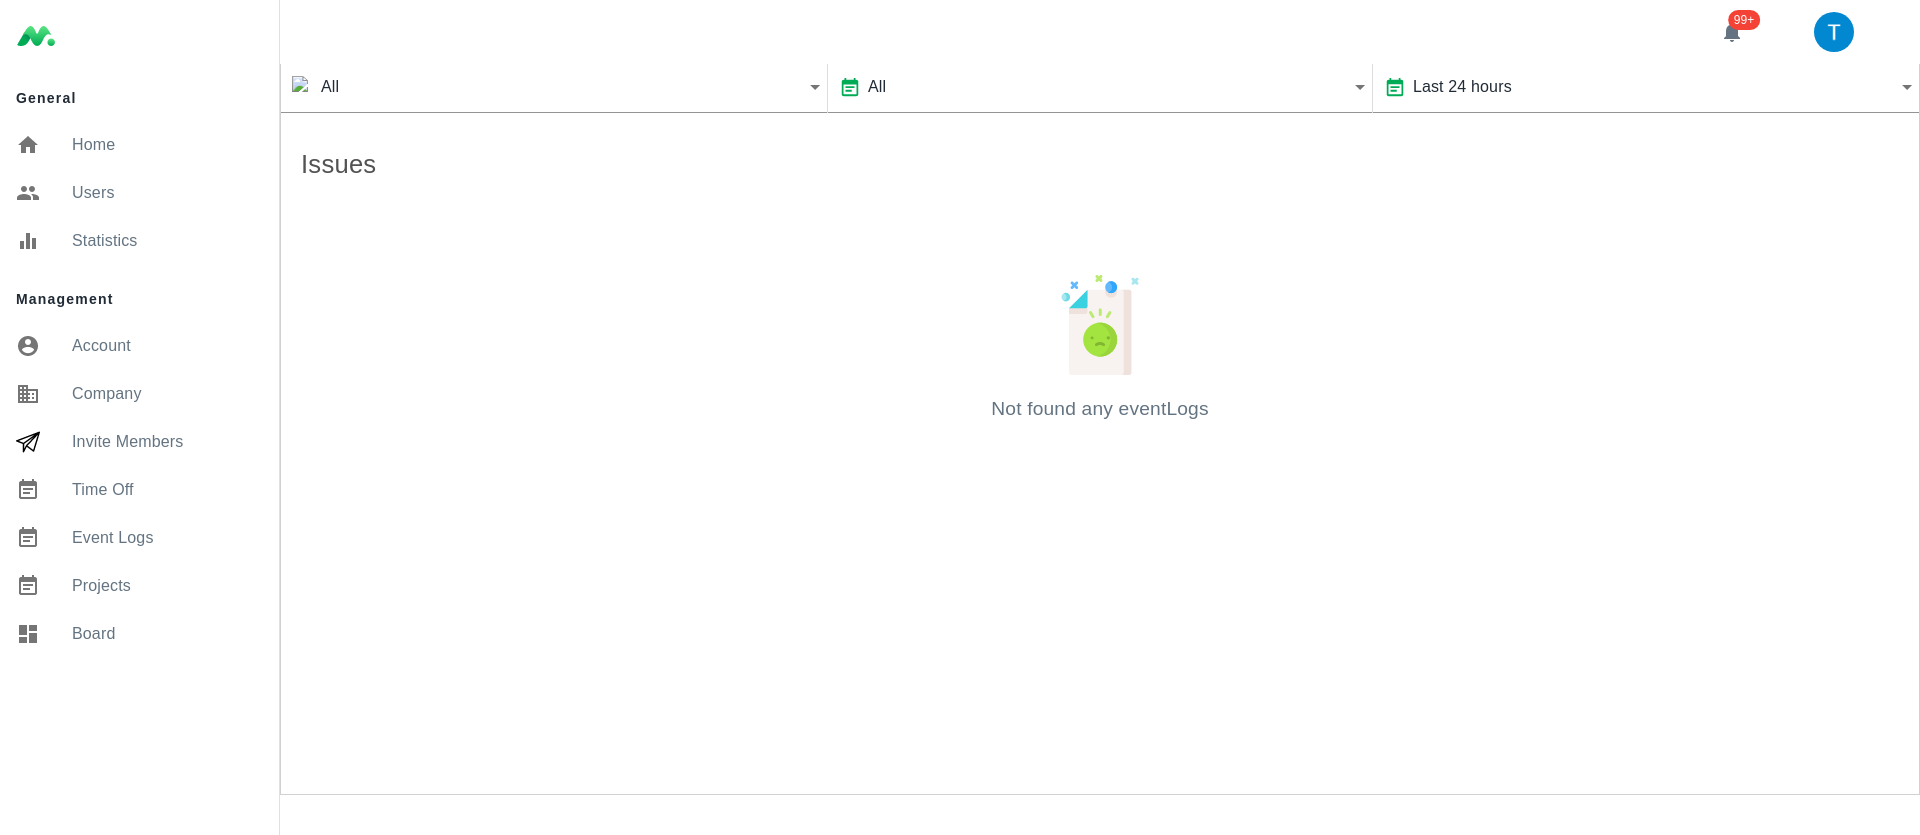 99+
T
General
Home
Users
Statistics
Management
Account
Company
Invite Members
Time Off
Event Logs
Projects
Board
All
All
Last 24 hours
Issues
Not found any eventLogs